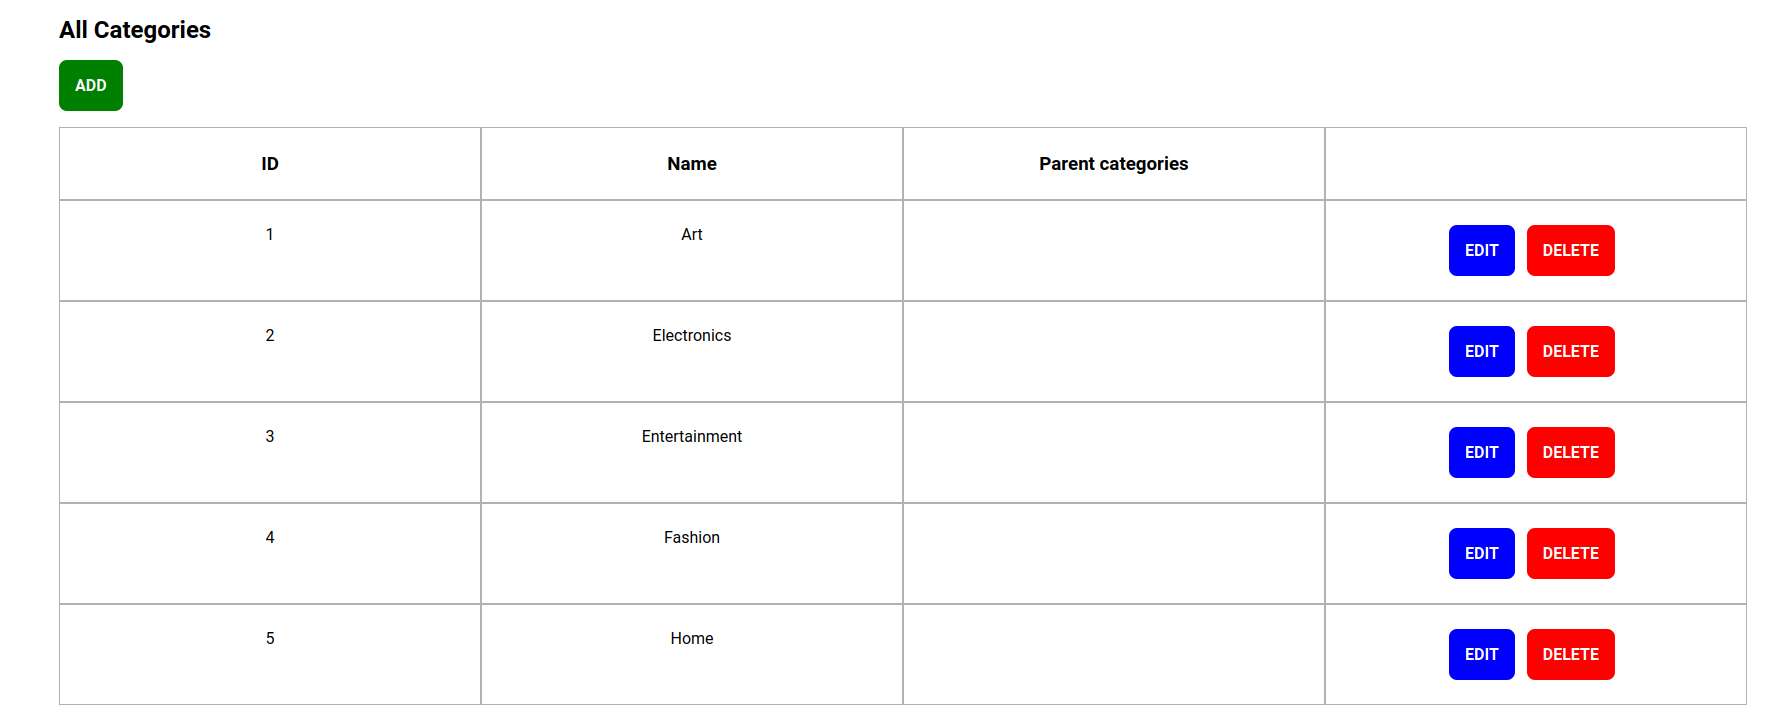 All Categories
ADD
ID Name Parent categories
1 Art EDIT DELETE
2 Electronics EDIT DELETE
3 Entertainment EDIT DELETE
4 Fashion EDIT DELETE
5 Home EDIT DELETE